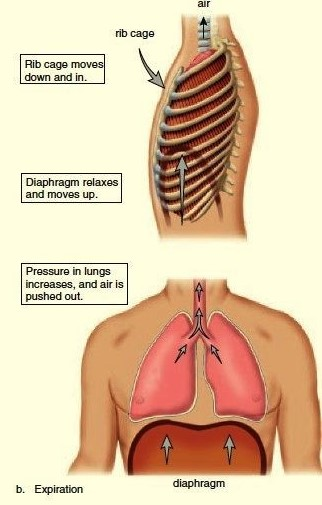 air
rib cage
Rib cage moves
down and in.
Diaphragm relaxes
and moves up.
Pressure in lungs
increases, and air is
pushed out.
diaphragm
b. Expiration